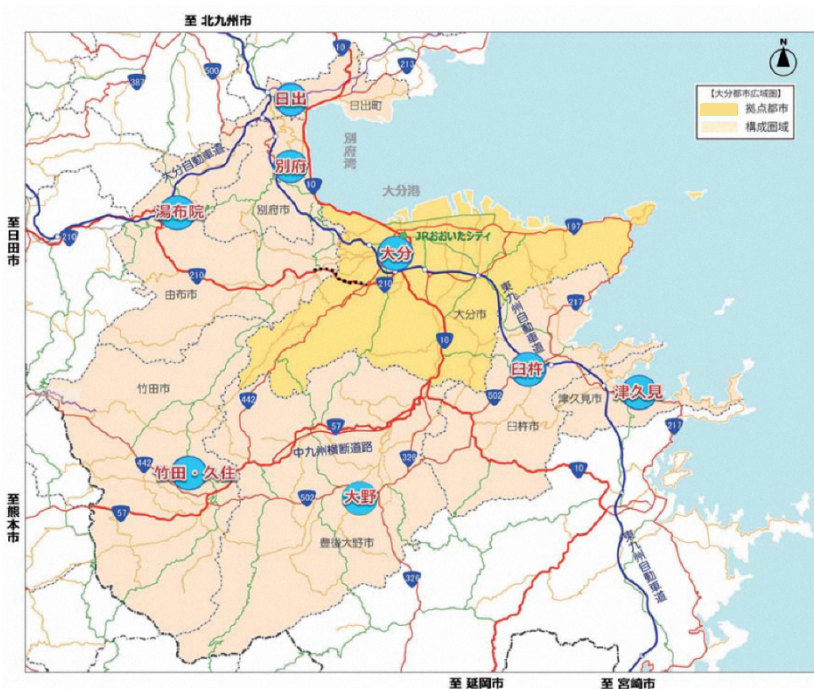 至 北九州市
10
213
500
387
N
【大分都市広域圏】
拠点都市
構成圏域
日出
日出町
別府湾
大分自動車道
別府
10
大分港
湯布院
別府市
至日田市
210
JRおおいたシティ
197
大分
210
210
由布市
大分市
東九州自動車道
217
10
臼杵
竹田市
津久見市
津久見
442
502
臼杵市
57
217
中九州横断道路
442
326
竹田・久住
10
大野
502
至熊本市
57
豊後大野市
東九州自動車道
326
至 延岡市
至 宮崎市